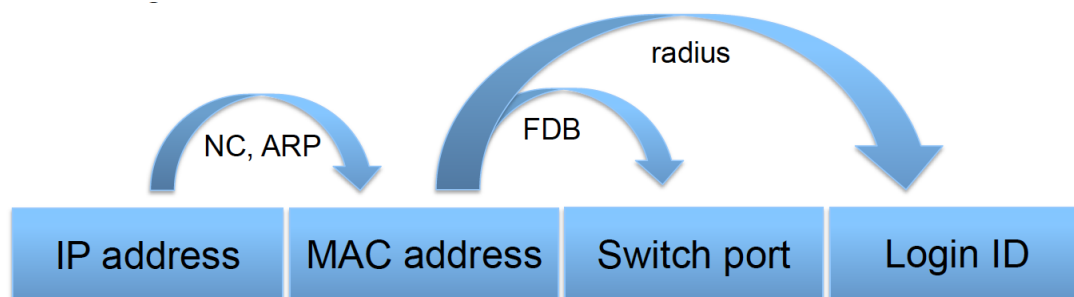 radius
NC, ARP
FDB
IP address
MAC address
Switch port
Login ID